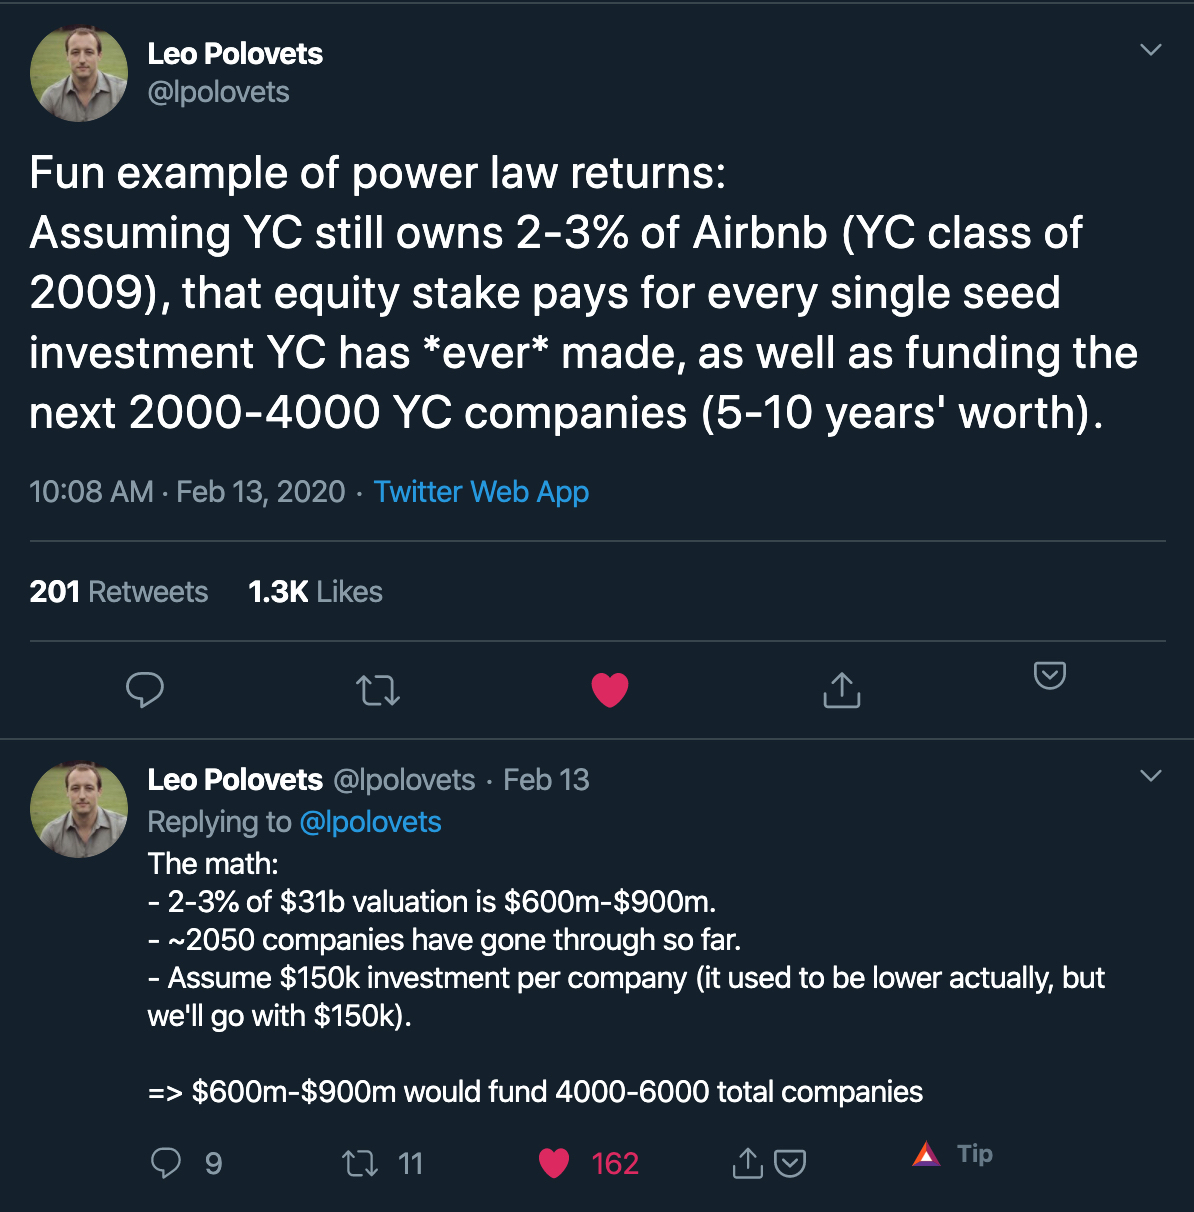 Leo Polovets
@lpolovets
Fun example of power law returns:
Assuming YC still owns 2-3% of Airbnb (YC class of
2009), that equity stake pays for every single seed
investment YC has *ever* made, as well as funding the
next 2000-4000 YC companies (5-10 years' worth).
10:08 AM · Feb 13, 2020 · Twitter Web App
201 Retweets 1.3K Likes
Leo Polovets @lpolovets · Feb 13
Replying to @lpolovets
The math:
- 2-3% of $31b valuation is $600m-$900m.
- ~2050 companies have gone through so far.
- Assume $150k investment per company (it used to be lower actually, but
we'll go with $150k).
=> $600m-$900m would fund 4000-6000 total companies
9 11 162 Tip